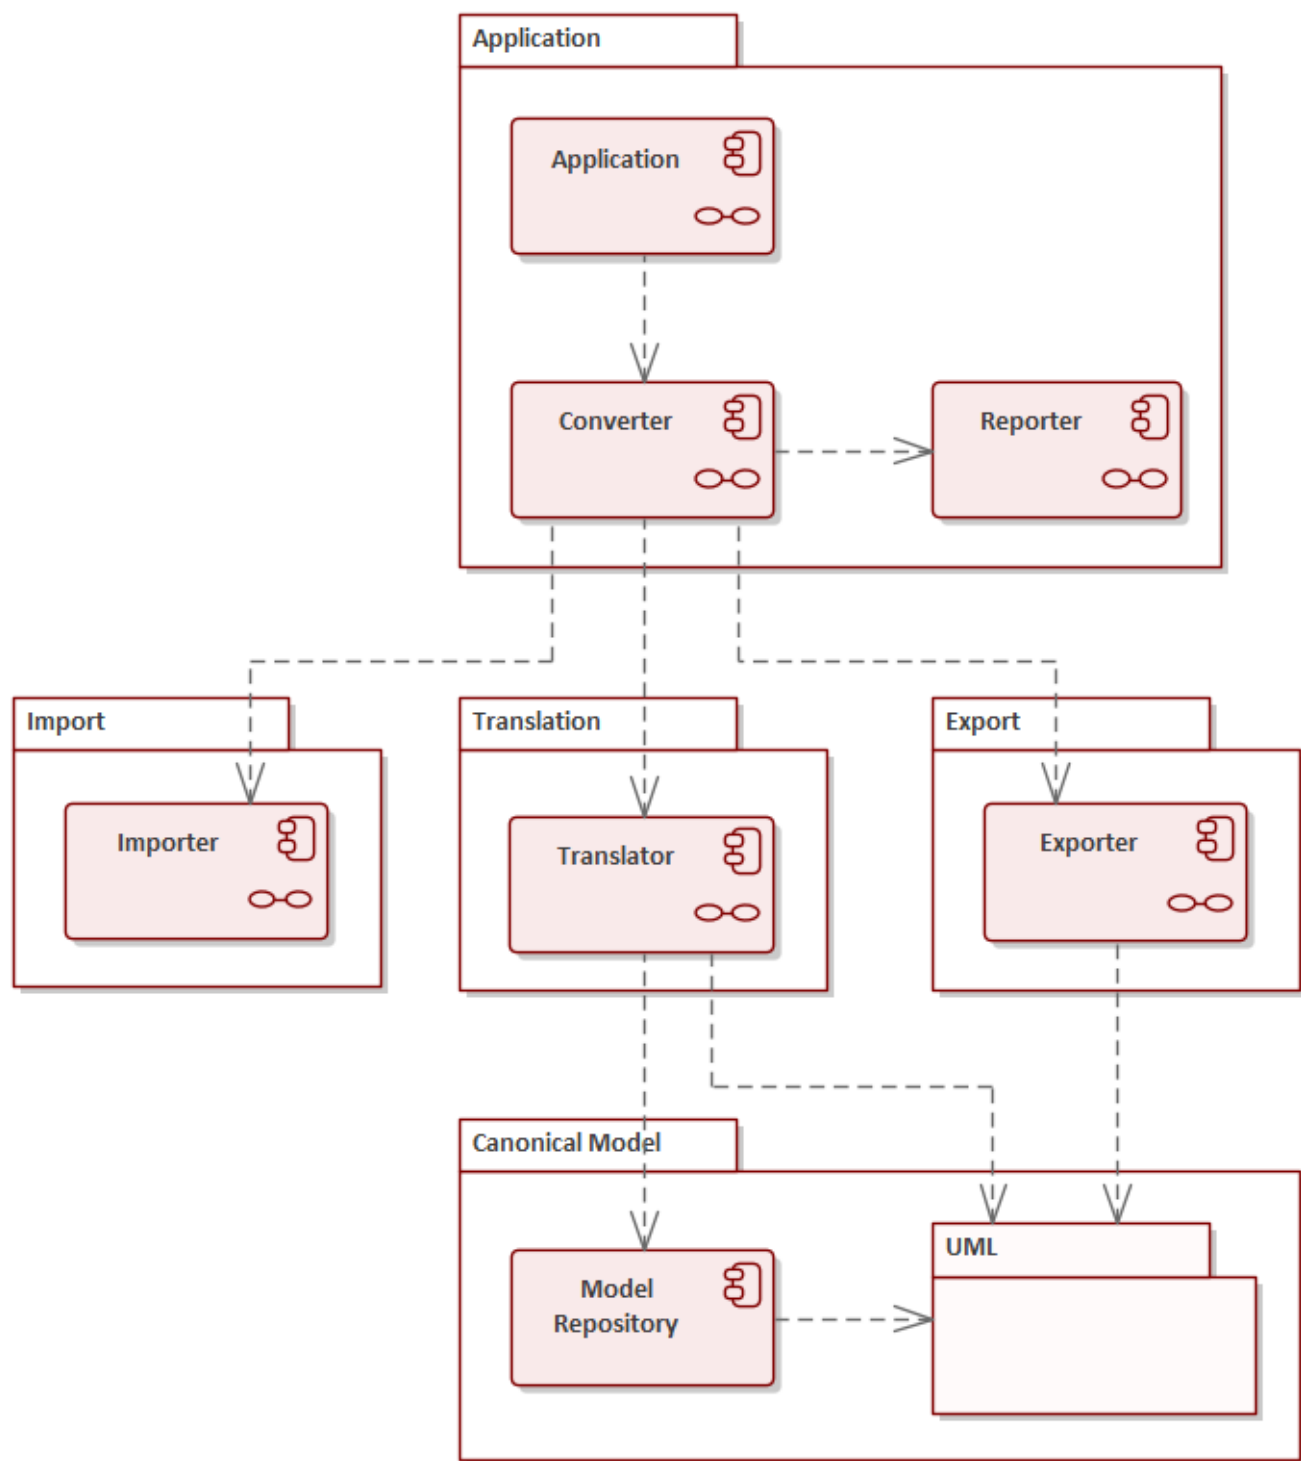 Application
Application
Converter
Reporter
Import
Translation
Export
Importer
Translator
Exporter
Canonical Model
UML
Model
Repository